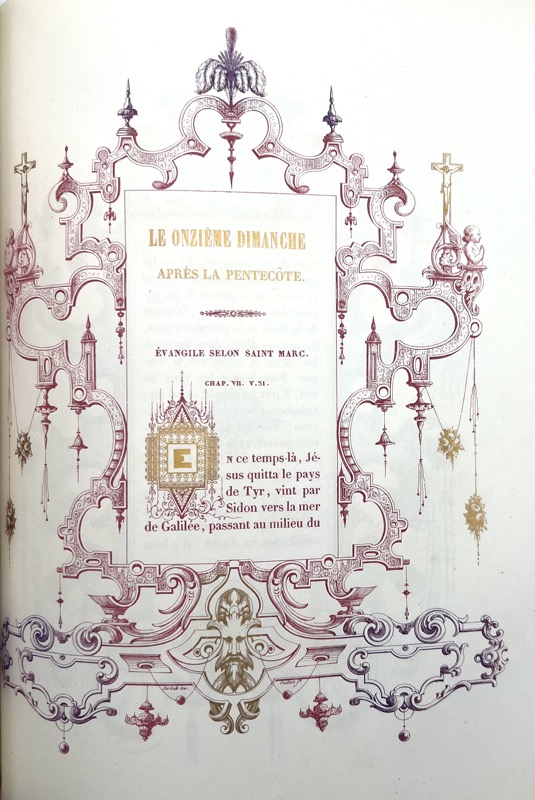 LE ONZIÈME DIMANCHE
APRÈS LA PENTECÔTE.
ÉVANGILE SELON SAINT MARC.
CHAP. VII. V.31.
EN ce temps-là, Jé-
sus quitta le pays
de Tyr, vint par
Sidon vers la mer
de Galilée, passant au milieu du